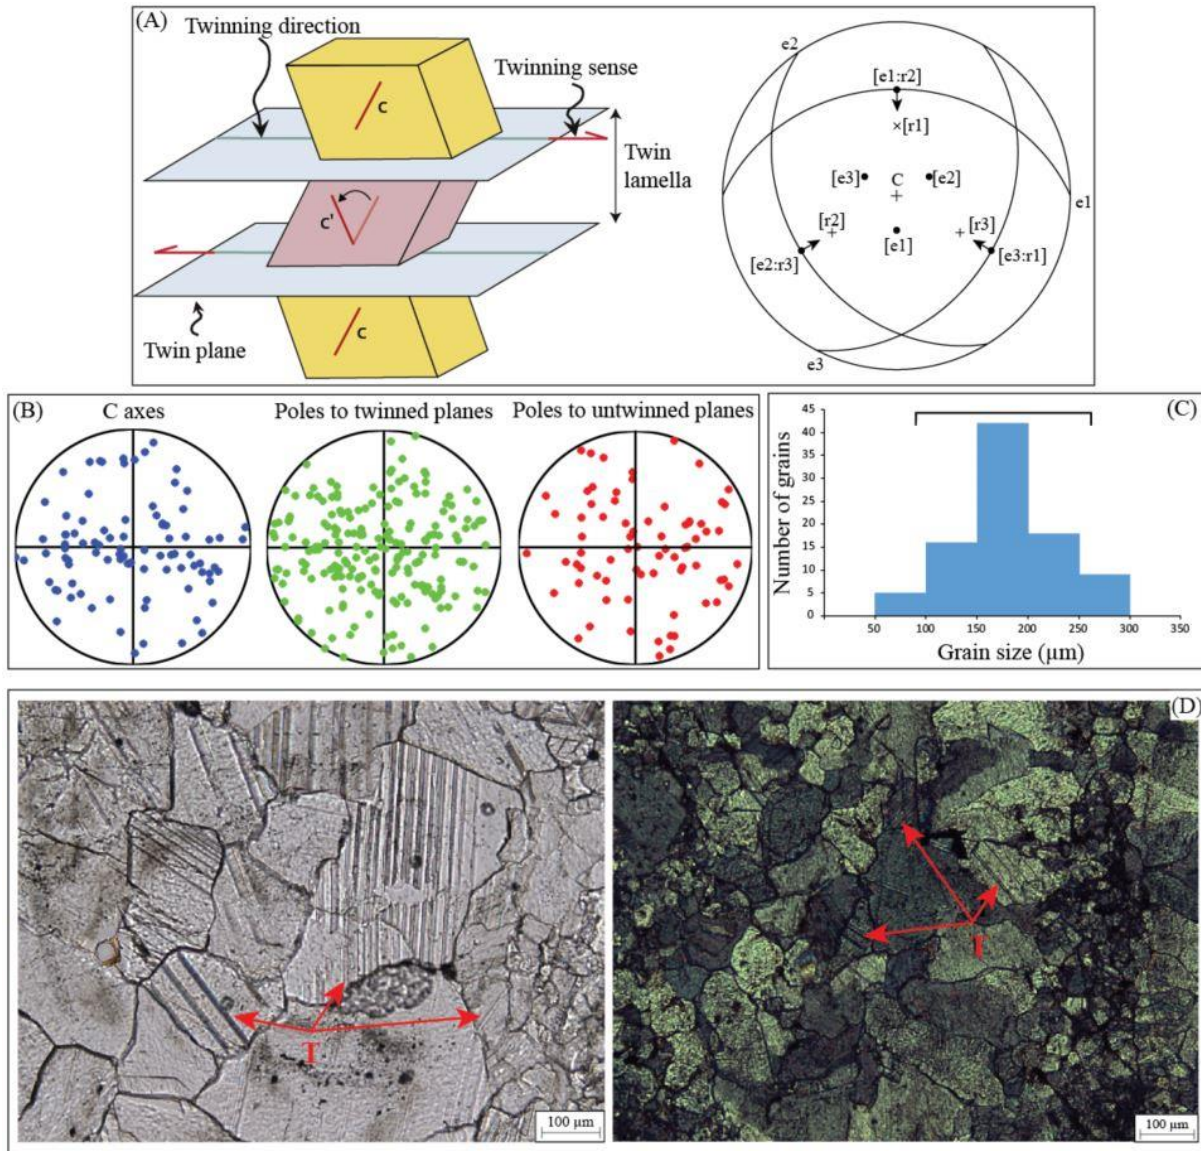 (A)
Twinning direction
Twinning sense
c
Twin
lamella
c'
c
Twin plane
e2
[e1:r2]
×[r1]
[e3]
C
[e2]
+
e1
[r2]
+
[r3]
+
[e1]
[e2:r3]
[e3:r1]
e3
(B)
C axes
Poles to twinned planes
Poles to untwinned planes
(C)
Number of grains
45
40
35
30
25
20
15
10
5
0
50
100
150
200
250
300
350
Grain size (µm)
(D)
T
100 µm
T
100 µm